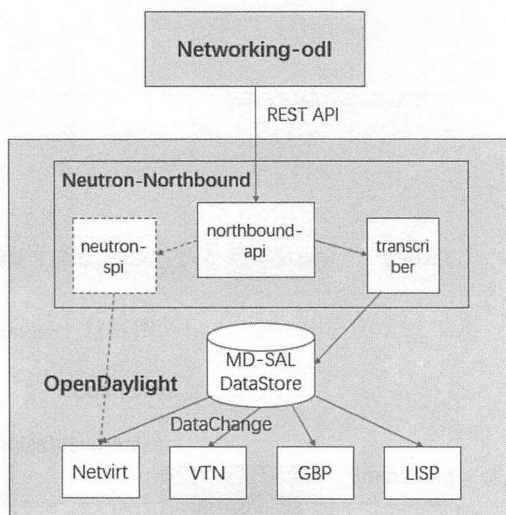 Networking-odl
REST API
Neutron-Northbound
neutron-
spi
northbound-
api
transcri
ber
MD-SAL
DataStore
OpenDaylight
DataChange
Netvirt
VTN
GBP
LISP